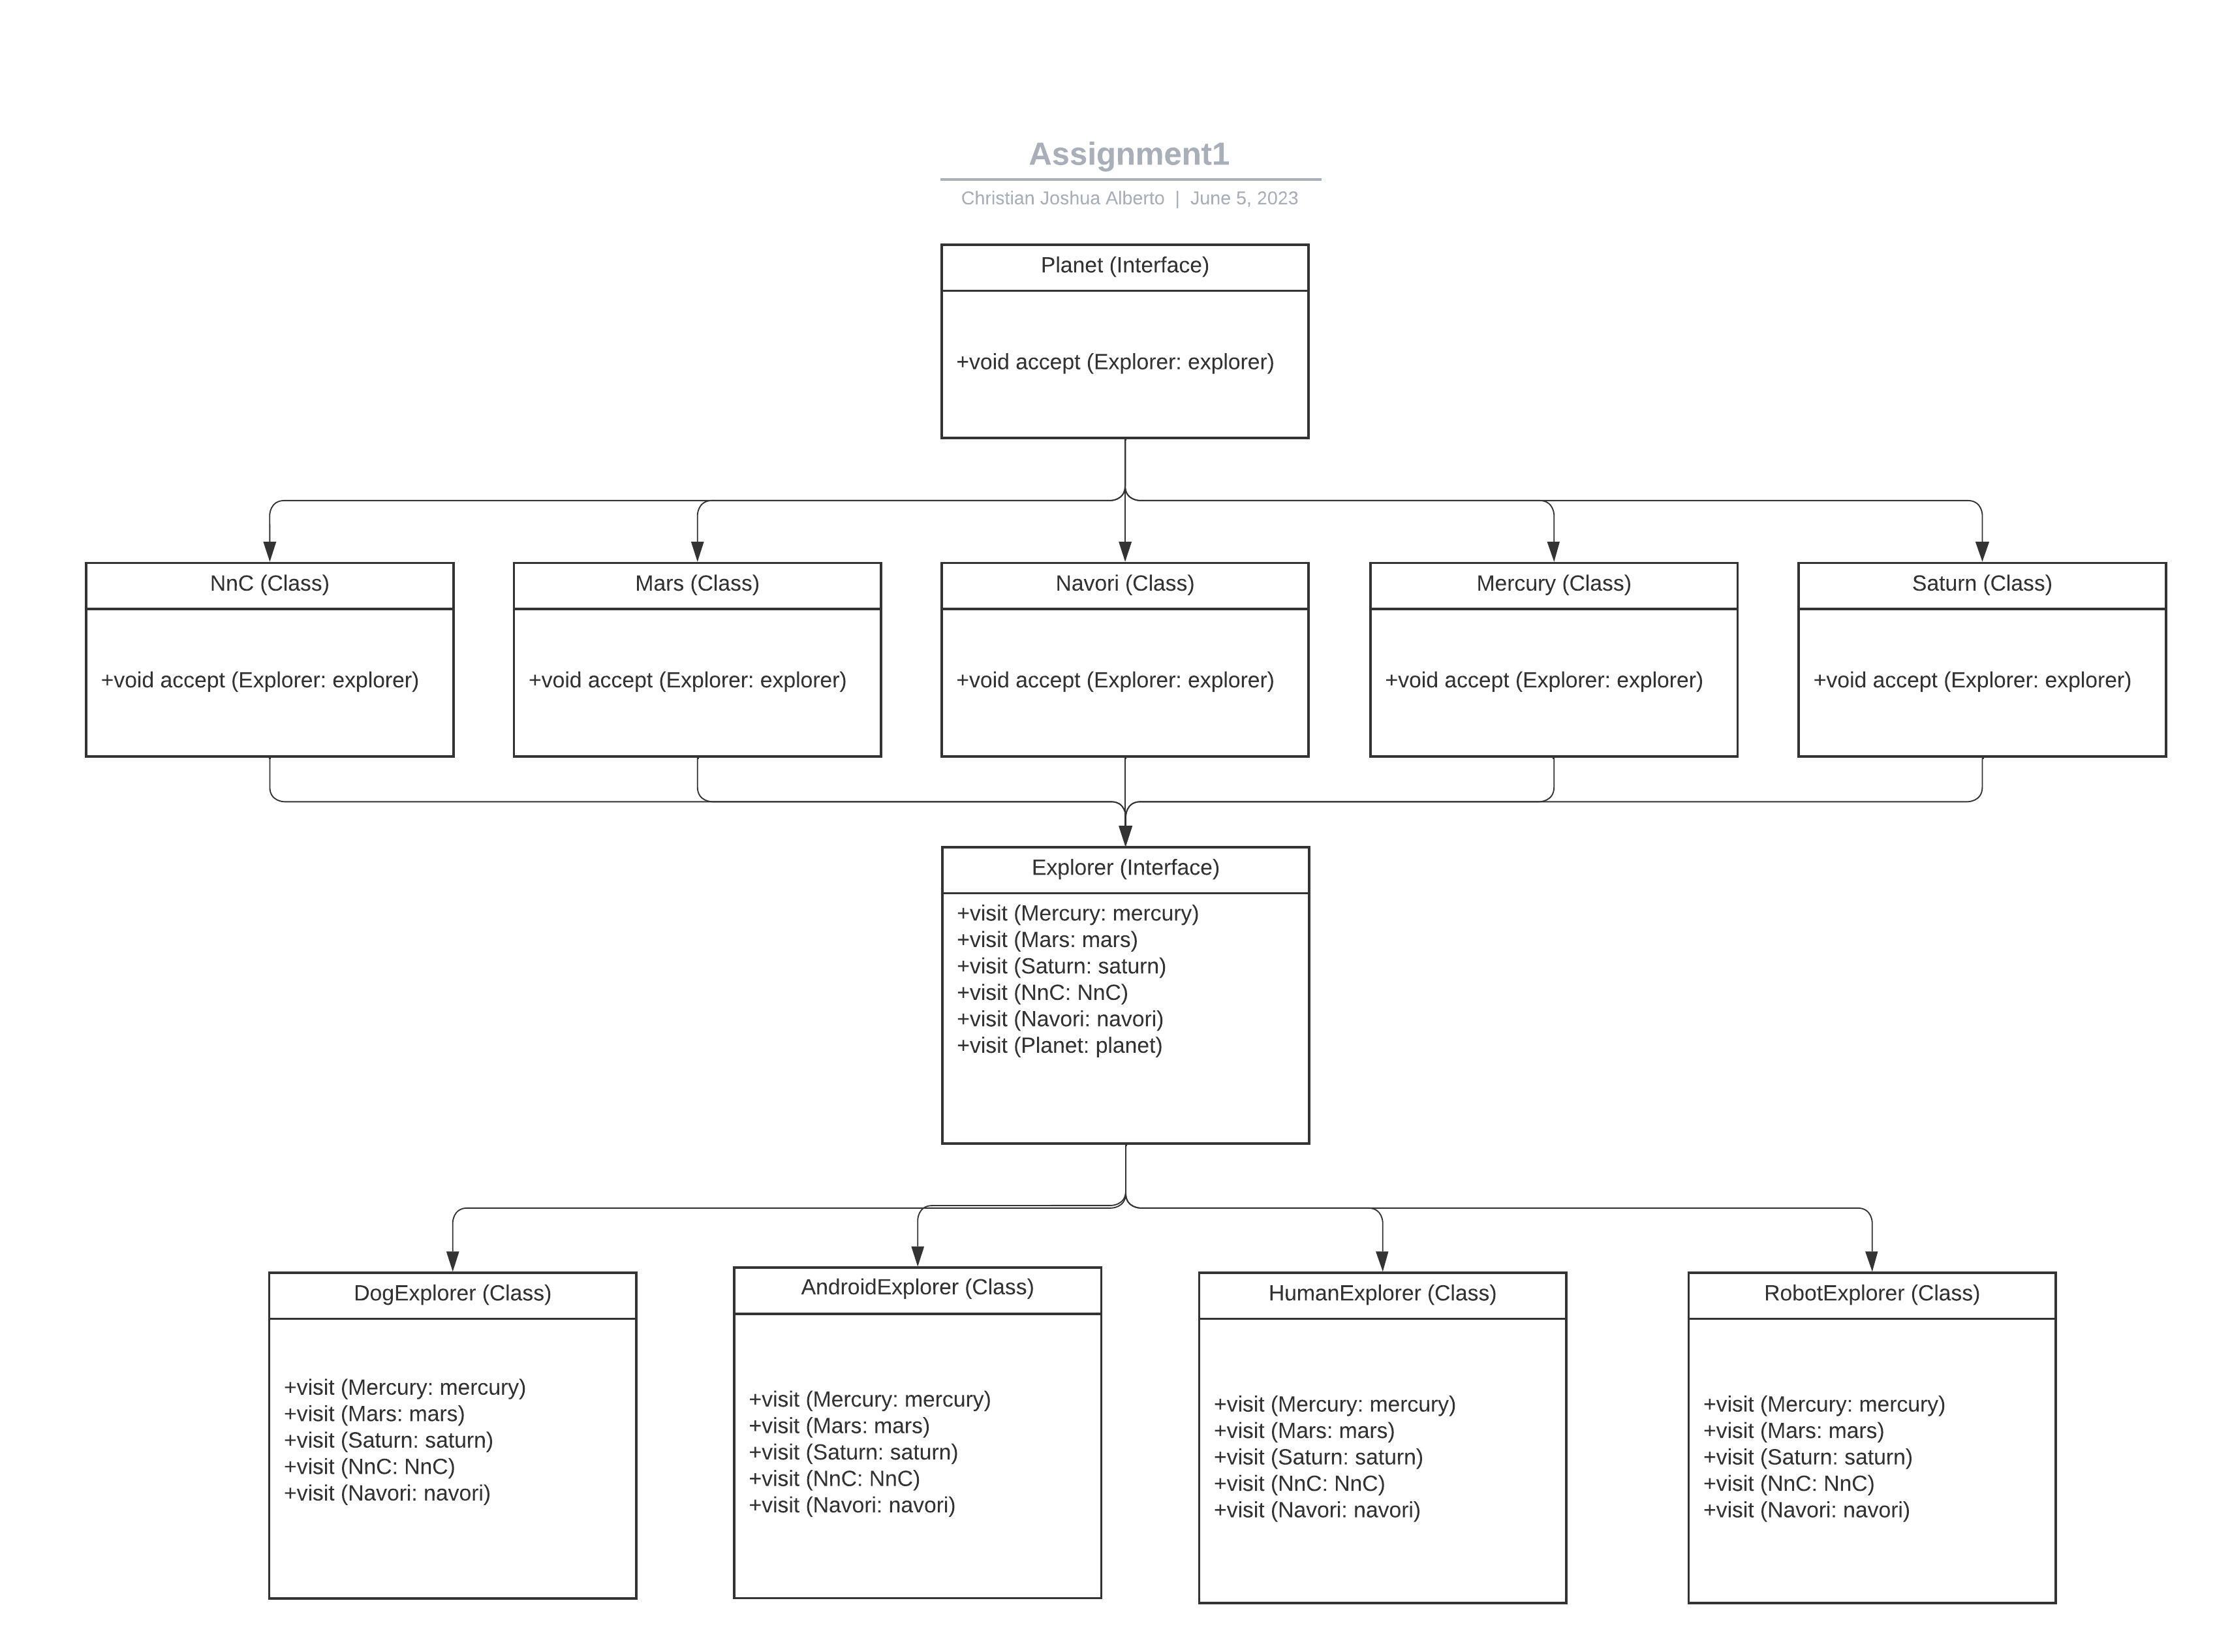 Assignment1
Christian Joshua Alberto | June 5, 2023
Planet (Interface)
+void accept (Explorer: explorer)
NnC (Class)
+void accept (Explorer: explorer)
Mars (Class)
+void accept (Explorer: explorer)
Navori (Class)
+void accept (Explorer: explorer)
Mercury (Class)
+void accept (Explorer: explorer)
Saturn (Class)
+void accept (Explorer: explorer)
Explorer (Interface)
+visit (Mercury: mercury)
+visit (Mars: mars)
+visit (Saturn: saturn)
+visit (NnC: NnC)
+visit (Navori: navori)
+visit (Planet: planet)
DogExplorer (Class)
+visit (Mercury: mercury)
+visit (Mars: mars)
+visit (Saturn: saturn)
+visit (NnC: NnC)
+visit (Navori: navori)
AndroidExplorer (Class)
+visit (Mercury: mercury)
+visit (Mars: mars)
+visit (Saturn: saturn)
+visit (NnC: NnC)
+visit (Navori: navori)
HumanExplorer (Class)
+visit (Mercury: mercury)
+visit (Mars: mars)
+visit (Saturn: saturn)
+visit (NnC: NnC)
+visit (Navori: navori)
RobotExplorer (Class)
+visit (Mercury: mercury)
+visit (Mars: mars)
+visit (Saturn: saturn)
+visit (NnC: NnC)
+visit (Navori: navori)